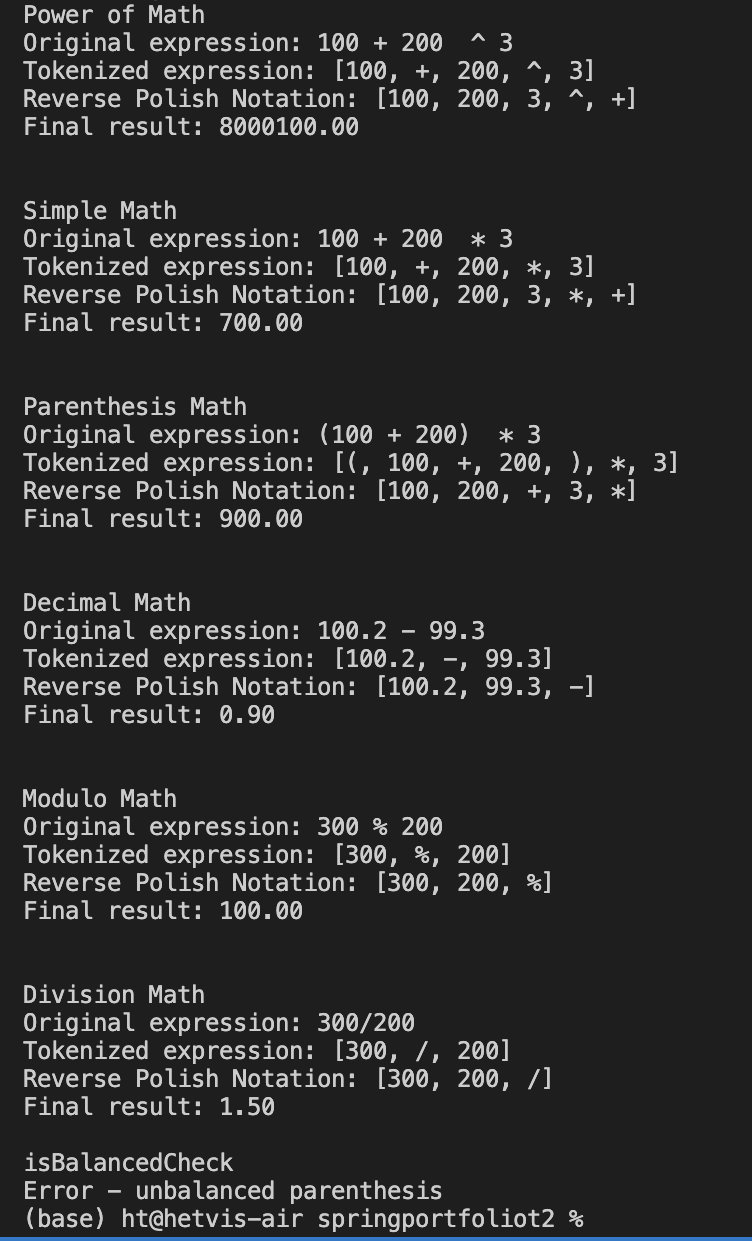 Power of Math
Original expression: 100 + 200  ^ 3
Tokenized expression: [100, +, 200, ^, 3]
Reverse Polish Notation: [100, 200, 3, ^, +]
Final result: 8000100.00
Simple Math
Original expression: 100 + 200  * 3
Tokenized expression: [100, +, 200, *, 3]
Reverse Polish Notation: [100, 200, 3, *, +]
Final result: 700.00
Parenthesis Math
Original expression: (100 + 200)  * 3
Tokenized expression: [(, 100, +, 200, ), *, 3]
Reverse Polish Notation: [100, 200, +, 3, *]
Final result: 900.00
Decimal Math
Original expression: 100.2 - 99.3
Tokenized expression: [100.2, -, 99.3]
Reverse Polish Notation: [100.2, 99.3, -]
Final result: 0.90
Modulo Math
Original expression: 300 % 200
Tokenized expression: [300, %, 200]
Reverse Polish Notation: [300, 200, %]
Final result: 100.00
Division Math
Original expression: 300/200
Tokenized expression: [300, /, 200]
Reverse Polish Notation: [300, 200, /]
Final result: 1.50
isBalancedCheck
Error - unbalanced parenthesis
(base) ht@hetvis-air springportfoliot2 %